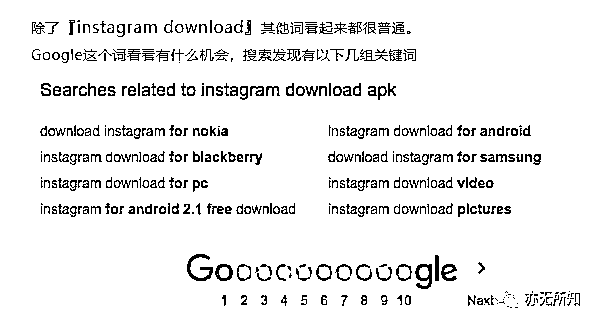 除了『instagram download』其他词看起来都很普通。
Google这个词看看有什么机会，搜索发现有以下几组关键词
Searches related to instagram download apk
download instagram for nokia
instagram download for android
instagram download for blackberry
download instagram for samsung
instagram download for pc
instagram download video
instagram for android 2.1 free download
instagram download pictures
Goooooooooogle >
1 2 3 4 5 6 7 8 9 10 Next
亦无所知